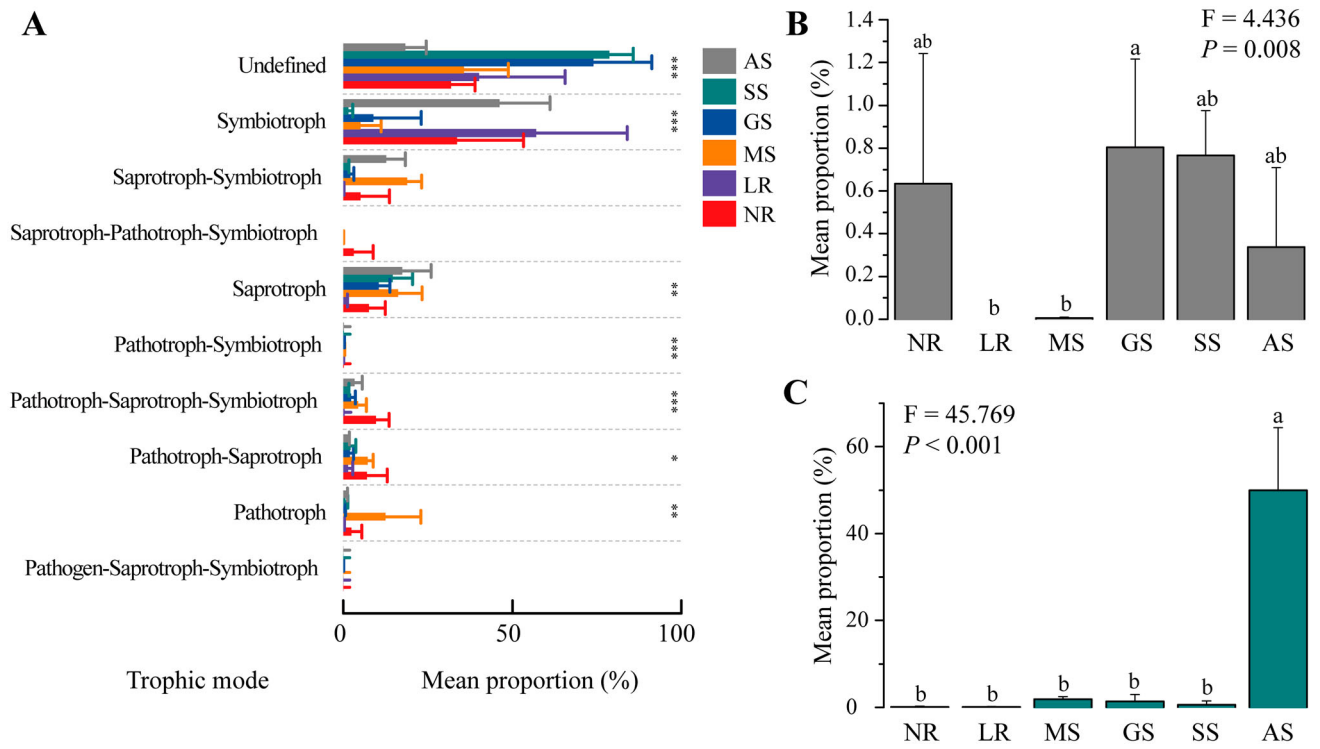 A
Undefined
***
Symbiotroph
***
Saprotroph-Symbiotroph
Saprotroph-Pathotroph-Symbiotroph
Saprotroph
**
Pathotroph-Symbiotroph
***
Pathotroph-Saprotroph-Symbiotroph
***
Pathotroph-Saprotroph
*
Pathotroph
**
Pathogen-Saprotroph-Symbiotroph
0 50 100
Trophic mode Mean proportion (%)
AS
SS
GS
MS
LR
NR
B
F = 4.436
P = 0.008
Mean proportion (%)
1.4
1.2
1.0
0.8
0.6
0.4
0.2
0.0
ab b b a ab ab
NR LR MS GS SS AS
C
F = 45.769
P < 0.001
Mean proportion (%)
60
40
20
0
b b b b b a
NR LR MS GS SS AS